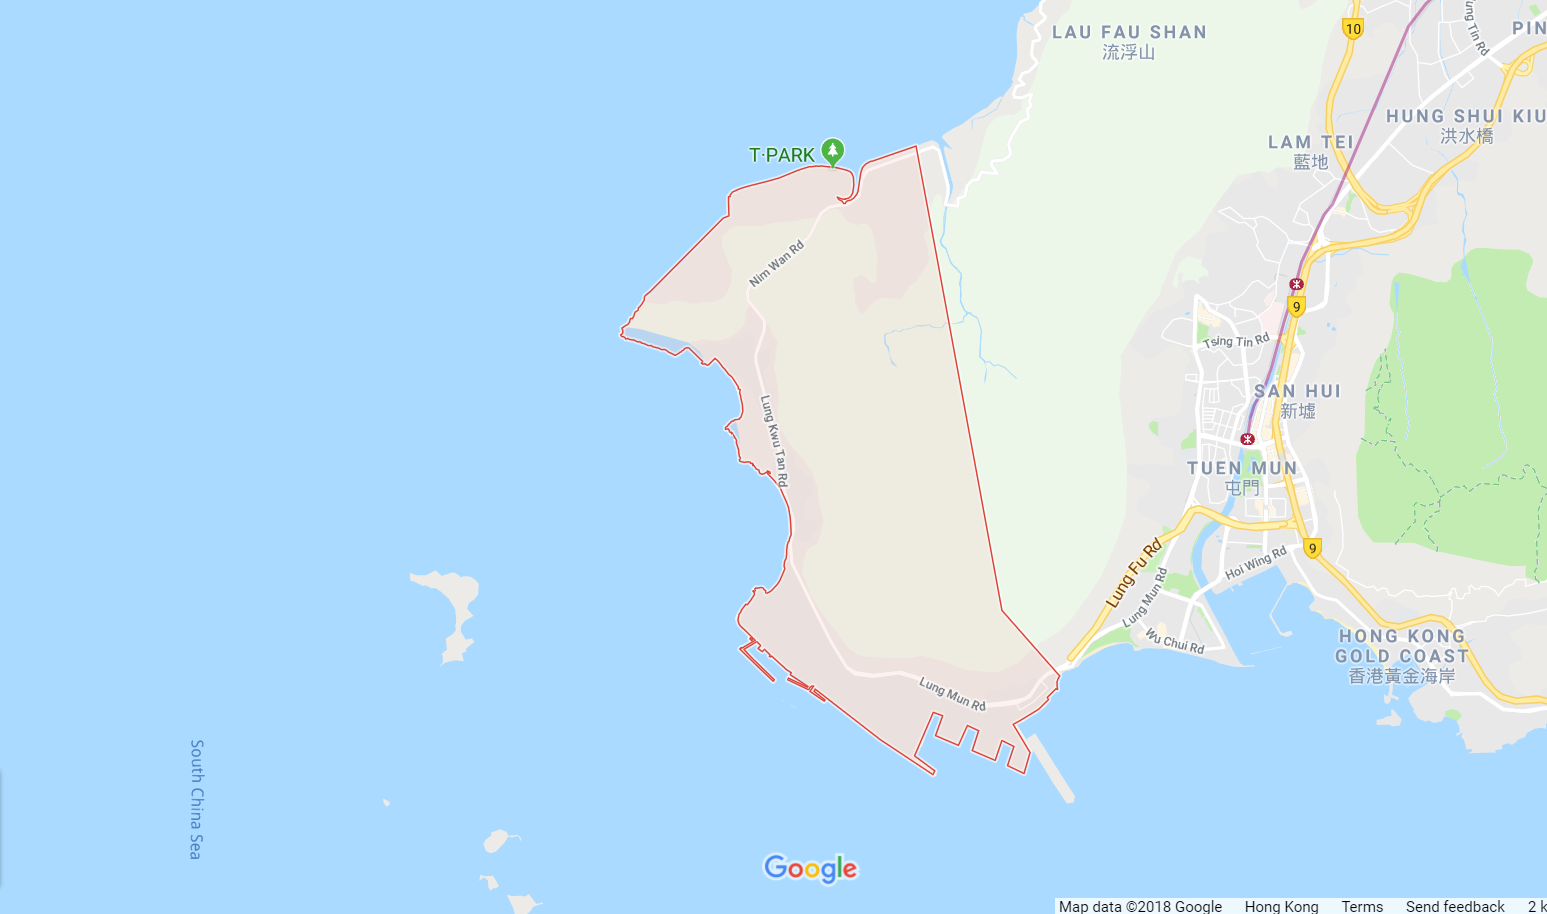 LAU FAU SHAN
流浮山
10
Tung Tin Rd
PIN
HUNG SHUI KIU
洪水橋
LAM TEI
藍地
T·PARK
Nim Wan Rd
9
Tsing Tin Rd
SAN HUI
新墟
Lung Kwu Tan Rd
TUEN MUN
屯門
9
Lung Fu Rd
Hoi Wing Rd
Lung Mun Rd
Wu Chui Rd
HONG KONG
GOLD COAST
香港黃金海岸
Lung Mun Rd
South China Sea
Google
Map data ©2018 Google Hong Kong Terms Send feedback 2 k